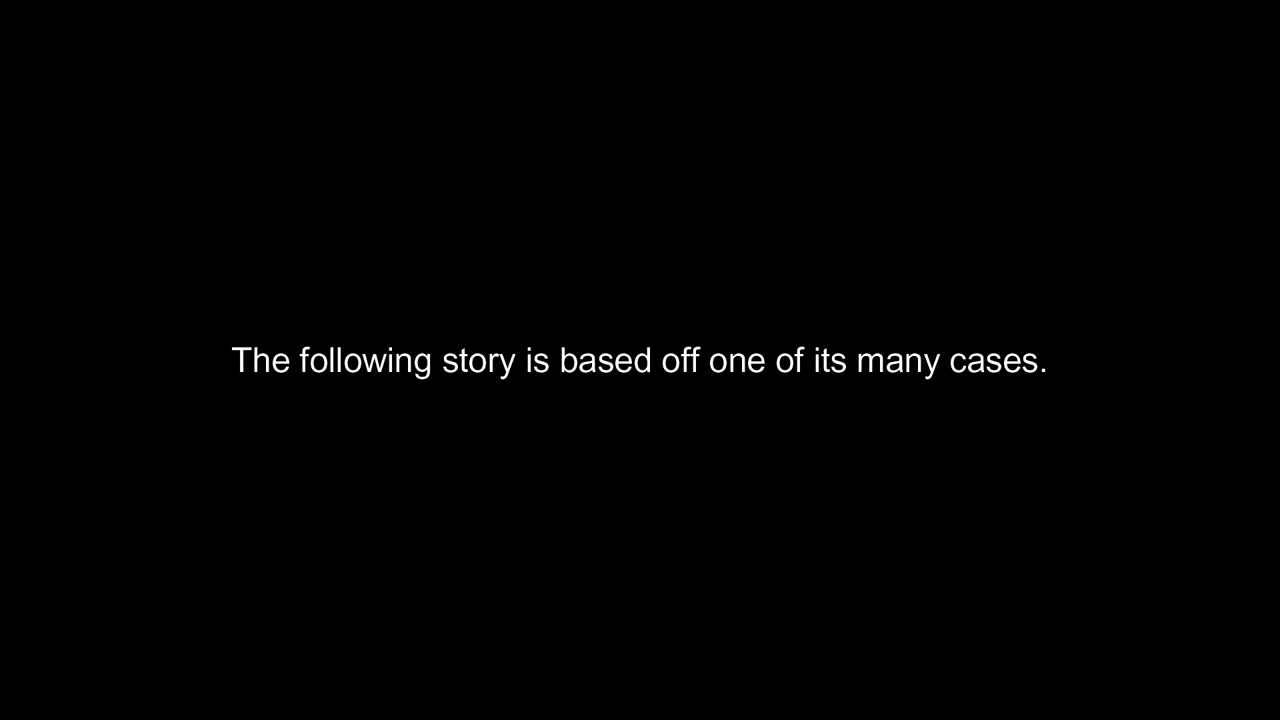 The following story is based off one of its many cases.